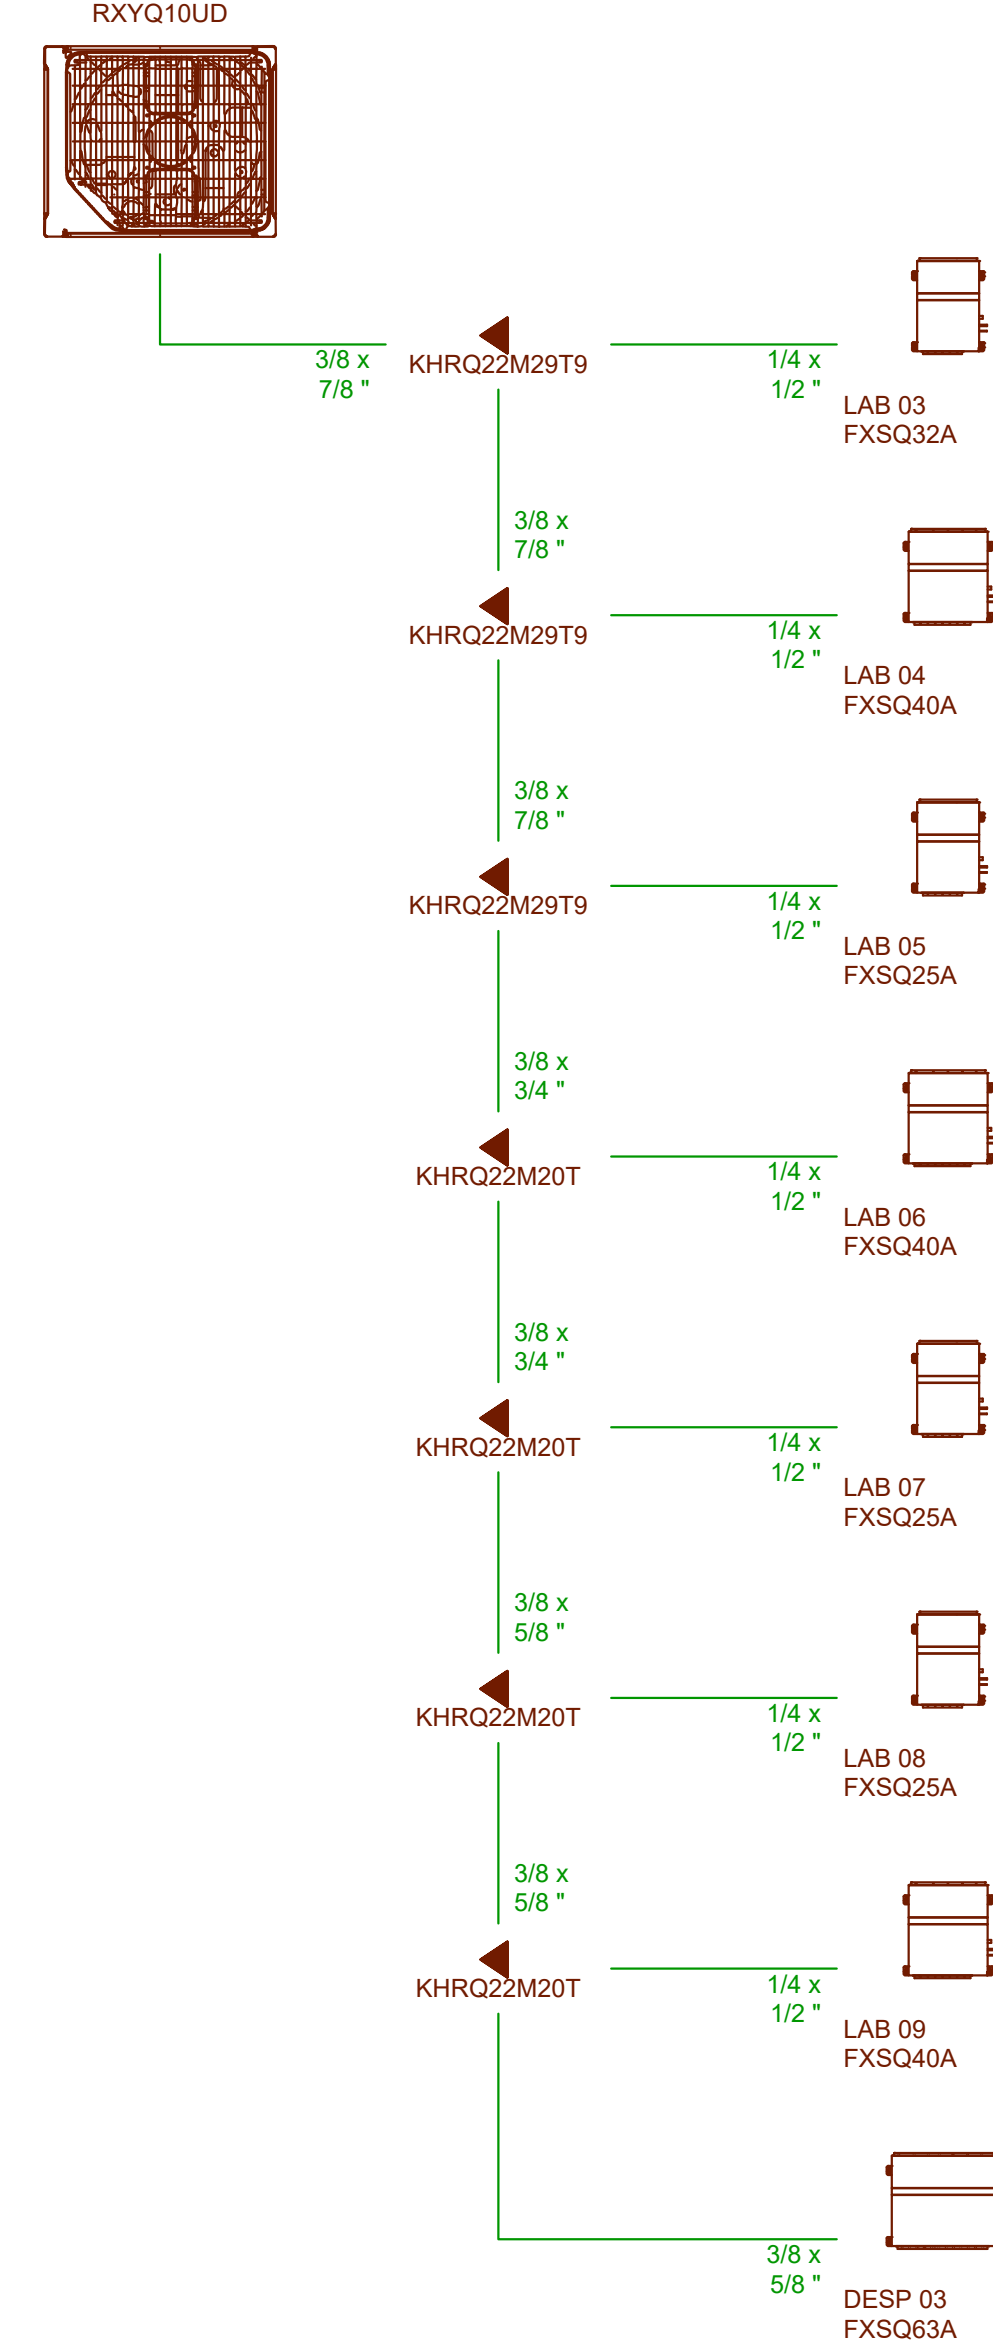 RXYQ10UD
3/8 x
7/8 "
KHRQ22M29T9
1/4 x
1/2 "
LAB 03
FXSQ32A
3/8 x
7/8 "
KHRQ22M29T9
1/4 x
1/2 "
LAB 04
FXSQ40A
3/8 x
7/8 "
KHRQ22M29T9
1/4 x
1/2 "
LAB 05
FXSQ25A
3/8 x
3/4 "
KHRQ22M20T
1/4 x
1/2 "
LAB 06
FXSQ40A
3/8 x
3/4 "
KHRQ22M20T
1/4 x
1/2 "
LAB 07
FXSQ25A
3/8 x
5/8 "
KHRQ22M20T
1/4 x
1/2 "
LAB 08
FXSQ25A
3/8 x
5/8 "
KHRQ22M20T
1/4 x
1/2 "
LAB 09
FXSQ40A
3/8 x
5/8 "
DESP 03
FXSQ63A